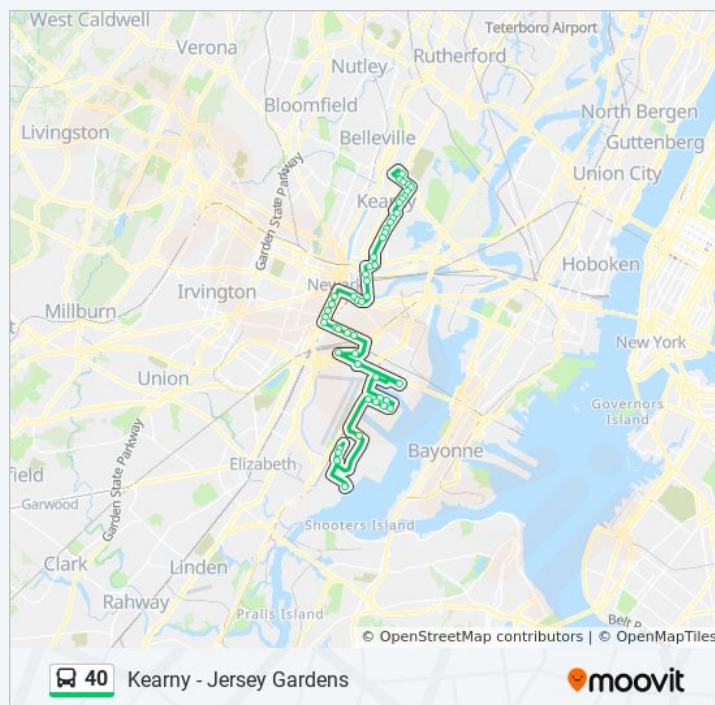 West Caldwell
Teterboro Airport
Verona
Nutley
Rutherford
Bloomfield
North Bergen
Livingston
Belleville
Guttenberg
Union City
Garden State Parkway
Kearny
Hoboken
Newark
Irvington
Millburn
New York
Union
Governors
Island
Bayonne
Garden State Parkway
Elizabeth
field
Garwood
Shooters Island
Clark
Linden
Rahway
Pralls Island
Belt P
© OpenStreetMap contributors | © OpenMapTiles
40 Kearny - Jersey Gardens
moovit